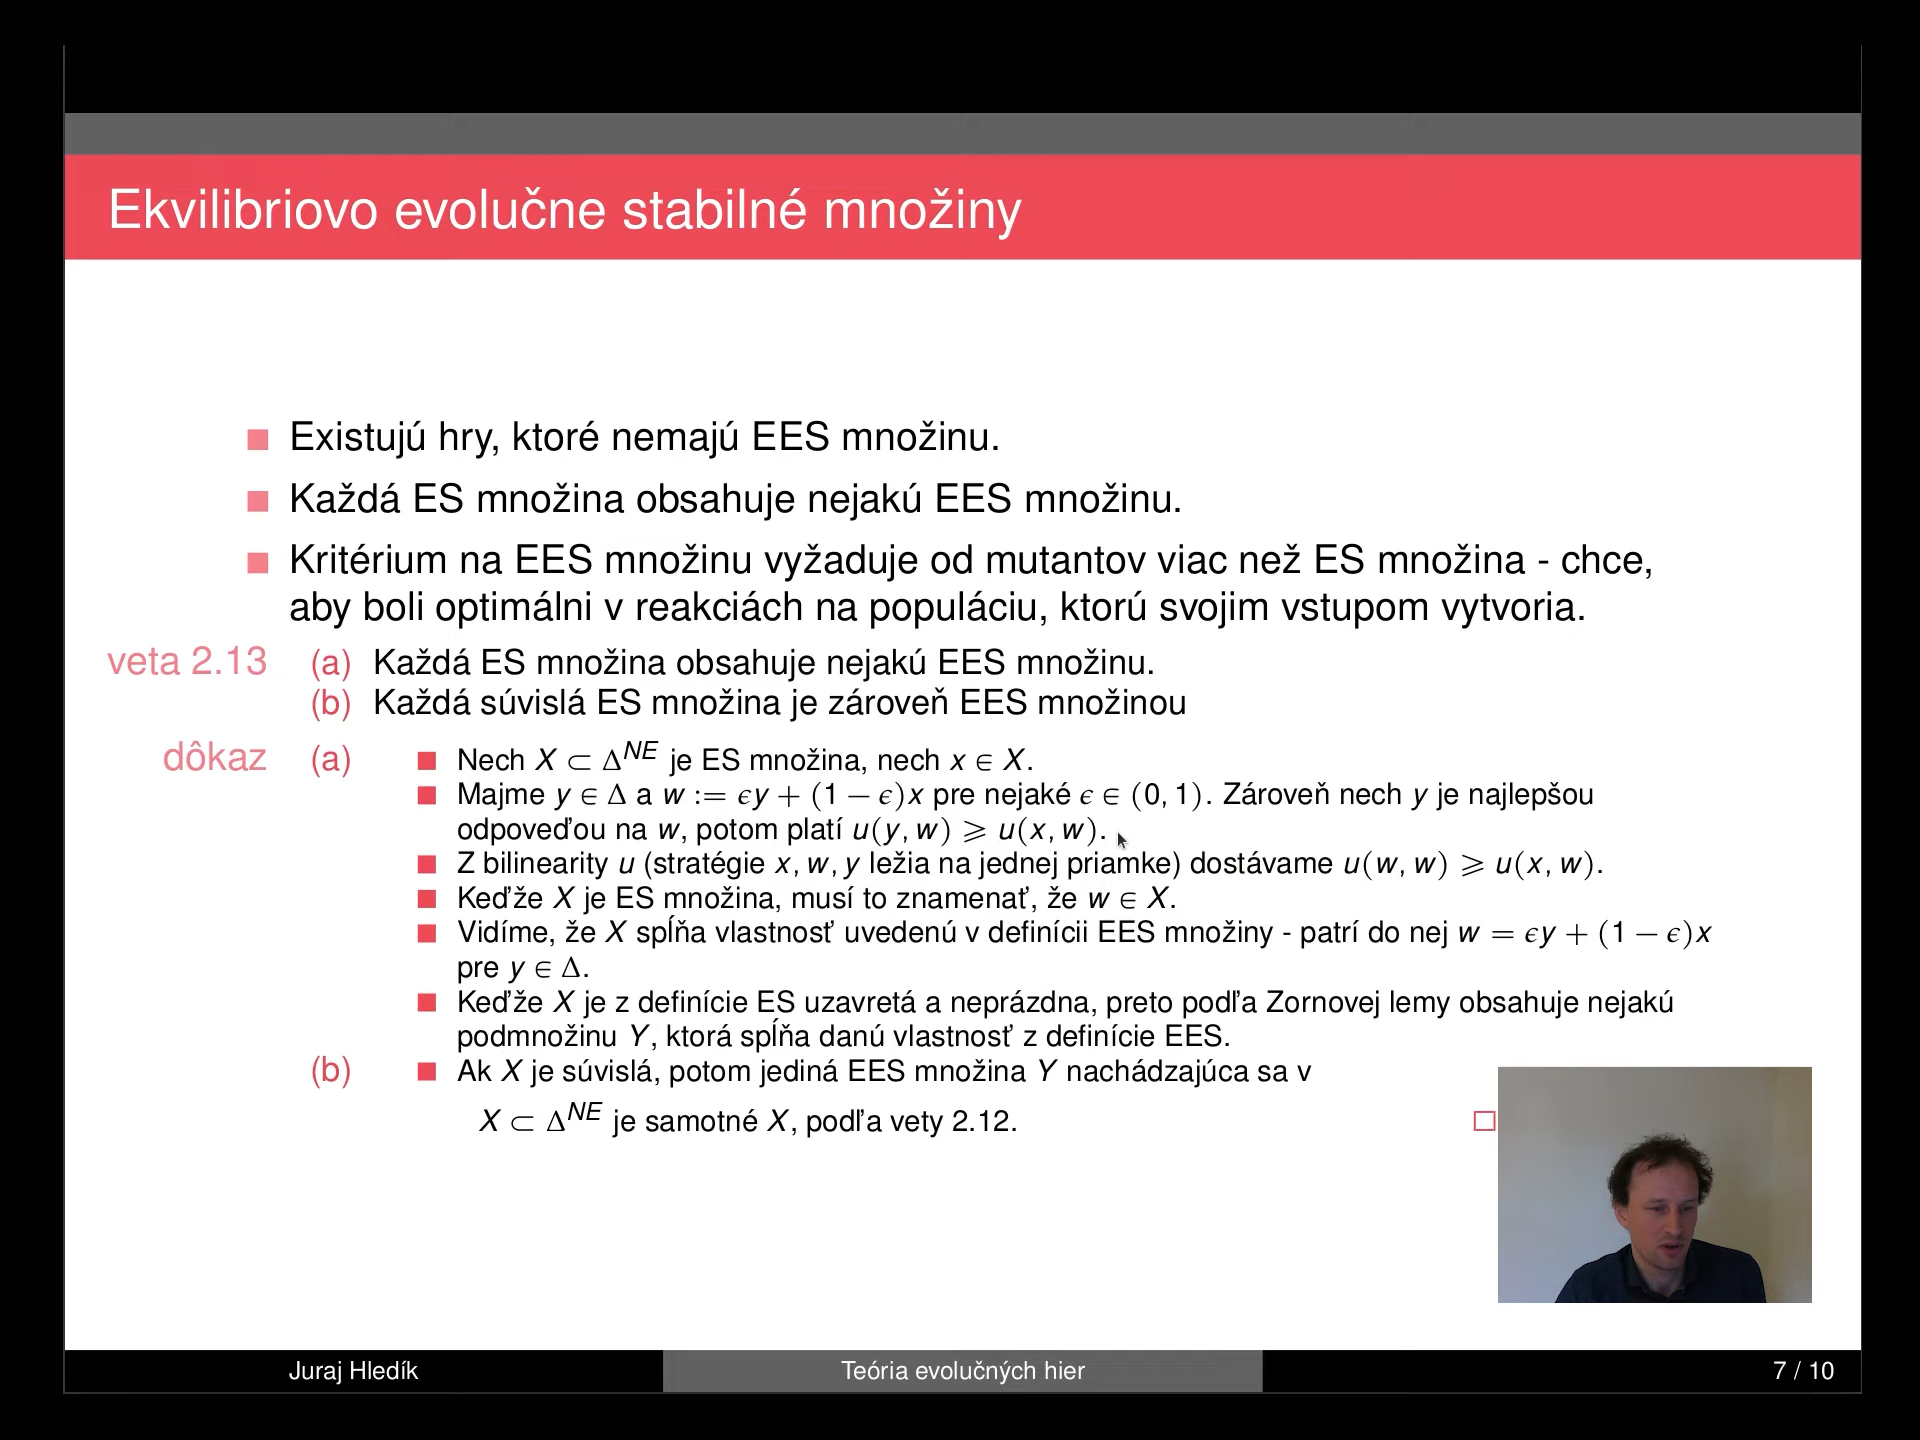 Ekvilibriovo evolučne stabilné množiny
■ Existujú hry, ktoré nemajú EES množinu.
■ Každá ES množina obsahuje nejakú EES množinu.
■ Kritérium na EES množinu vyžaduje od mutantov viac než ES množina - chce,
aby boli optimálni v reakciách na populáciu, ktorú svojim vstupom vytvoria.
veta 2.13 (a) Každá ES množina obsahuje nejakú EES množinu.
(b) Každá súvislá ES množina je zároveň EES množinou
dôkaz (a) ■ Nech X ⊂ Δ^NE je ES množina, nech x ∈ X.
■ Majme y ∈ Δ a w := ϵy + (1 − ϵ)x pre nejaké ϵ ∈ (0, 1). Zároveň nech y je najlepšou
odpoveďou na w, potom platí u(y, w) ⩾ u(x, w).
■ Z bilinearity u (stratégie x, w, y ležia na jednej priamke) dostávame u(w, w) ⩾ u(x, w).
■ Keďže X je ES množina, musí to znamenať, že w ∈ X.
■ Vidíme, že X spĺňa vlastnosť uvedenú v definícii EES množiny - patrí do nej w = ϵy + (1 − ϵ)x
pre y ∈ Δ.
■ Keďže X je z definície ES uzavretá a neprázdna, preto podľa Zornovej lemy obsahuje nejakú
podmnožinu Y, ktorá spĺňa danú vlastnosť z definície EES.
(b) ■ Ak X je súvislá, potom jediná EES množina Y nachádzajúca sa v
X ⊂ Δ^NE je samotné X, podľa vety 2.12. □
Juraj Hledík Teória evolučných hier 7 / 10